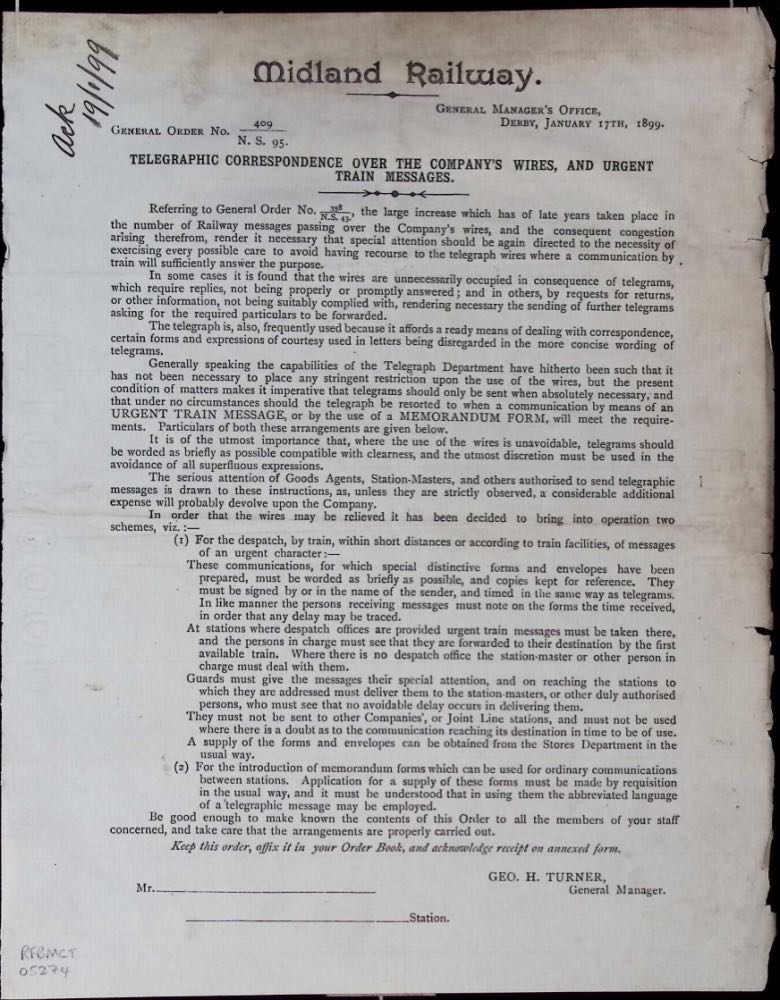 Ack
19/1/99
Midland Railway.
GENERAL MANAGER'S OFFICE,
DERBY, JANUARY 17TH, 1899.
GENERAL ORDER NO. 409
N. S. 95.
TELEGRAPHIC CORRESPONDENCE OVER THE COMPANY'S WIRES, AND URGENT
TRAIN MESSAGES.
Referring to General Order No. 358/N.S. 43, the large increase which has of late years taken place in
the number of Railway messages passing over the Company's wires, and the consequent congestion
arising therefrom, render it necessary that special attention should be again directed to the necessity of
exercising every possible care to avoid having recourse to the telegraph wires where a communication by
train will sufficiently answer the purpose.
In some cases it is found that the wires are unnecessarily occupied in consequence of telegrams,
which require replies, not being properly or promptly answered; and in others, by requests for returns,
or other information, not being suitably complied with, rendering necessary the sending of further telegrams
asking for the required particulars to be forwarded.
The telegraph is, also, frequently used because it affords a ready means of dealing with correspondence,
certain forms and expressions of courtesy used in letters being disregarded in the more concise wording of
telegrams.
Generally speaking the capabilities of the Telegraph Department have hitherto been such that it
has not been necessary to place any stringent restriction upon the use of the wires, but the present
condition of matters makes it imperative that telegrams should only be sent when absolutely necessary, and
that under no circumstances should the telegraph be resorted to when a communication by means of an
URGENT TRAIN MESSAGE, or by the use of a MEMORANDUM FORM, will meet the require-
ments. Particulars of both these arrangements are given below.
It is of the utmost importance that, where the use of the wires is unavoidable, telegrams should
be worded as briefly as possible compatible with clearness, and the utmost discretion must be used in the
avoidance of all superfluous expressions.
The serious attention of Goods Agents, Station-Masters, and others authorised to send telegraphic
messages is drawn to these instructions, as, unless they are strictly observed, a considerable additional
expense will probably devolve upon the Company.
In order that the wires may be relieved it has been decided to bring into operation two
schemes, viz. :—
(1) For the despatch, by train, within short distances or according to train facilities, of messages
of an urgent character :—
These communications, for which special distinctive forms and envelopes have been
prepared, must be worded as briefly as possible, and copies kept for reference. They
must be signed by or in the name of the sender, and timed in the same way as telegrams.
In like manner the persons receiving messages must note on the forms the time received,
in order that any delay may be traced.
At stations where despatch offices are provided urgent train messages must be taken there,
and the persons in charge must see that they are forwarded to their destination by the first
available train. Where there is no despatch office the station-master or other person in
charge must deal with them.
Guards must give the messages their special attention, and on reaching the stations to
which they are addressed must deliver them to the station-masters, or other duly authorised
persons, who must see that no avoidable delay occurs in delivering them.
They must not be sent to other Companies', or Joint Line stations, and must not be used
where there is a doubt as to the communication reaching its destination in time to be of use.
A supply of the forms and envelopes can be obtained from the Stores Department in the
usual way.
(2) For the introduction of memorandum forms which can be used for ordinary communications
between stations. Application for a supply of these forms must be made by requisition
in the usual way, and it must be understood that in using them the abbreviated language
of a telegraphic message may be employed.
Be good enough to make known the contents of this Order to all the members of your staff
concerned, and take care that the arrangements are properly carried out.
Keep this order, affix it in your Order Book, and acknowledge receipt on annexed form.
GEO. H. TURNER,
General Manager.
Mr.
Station.
RFBMCT
05274